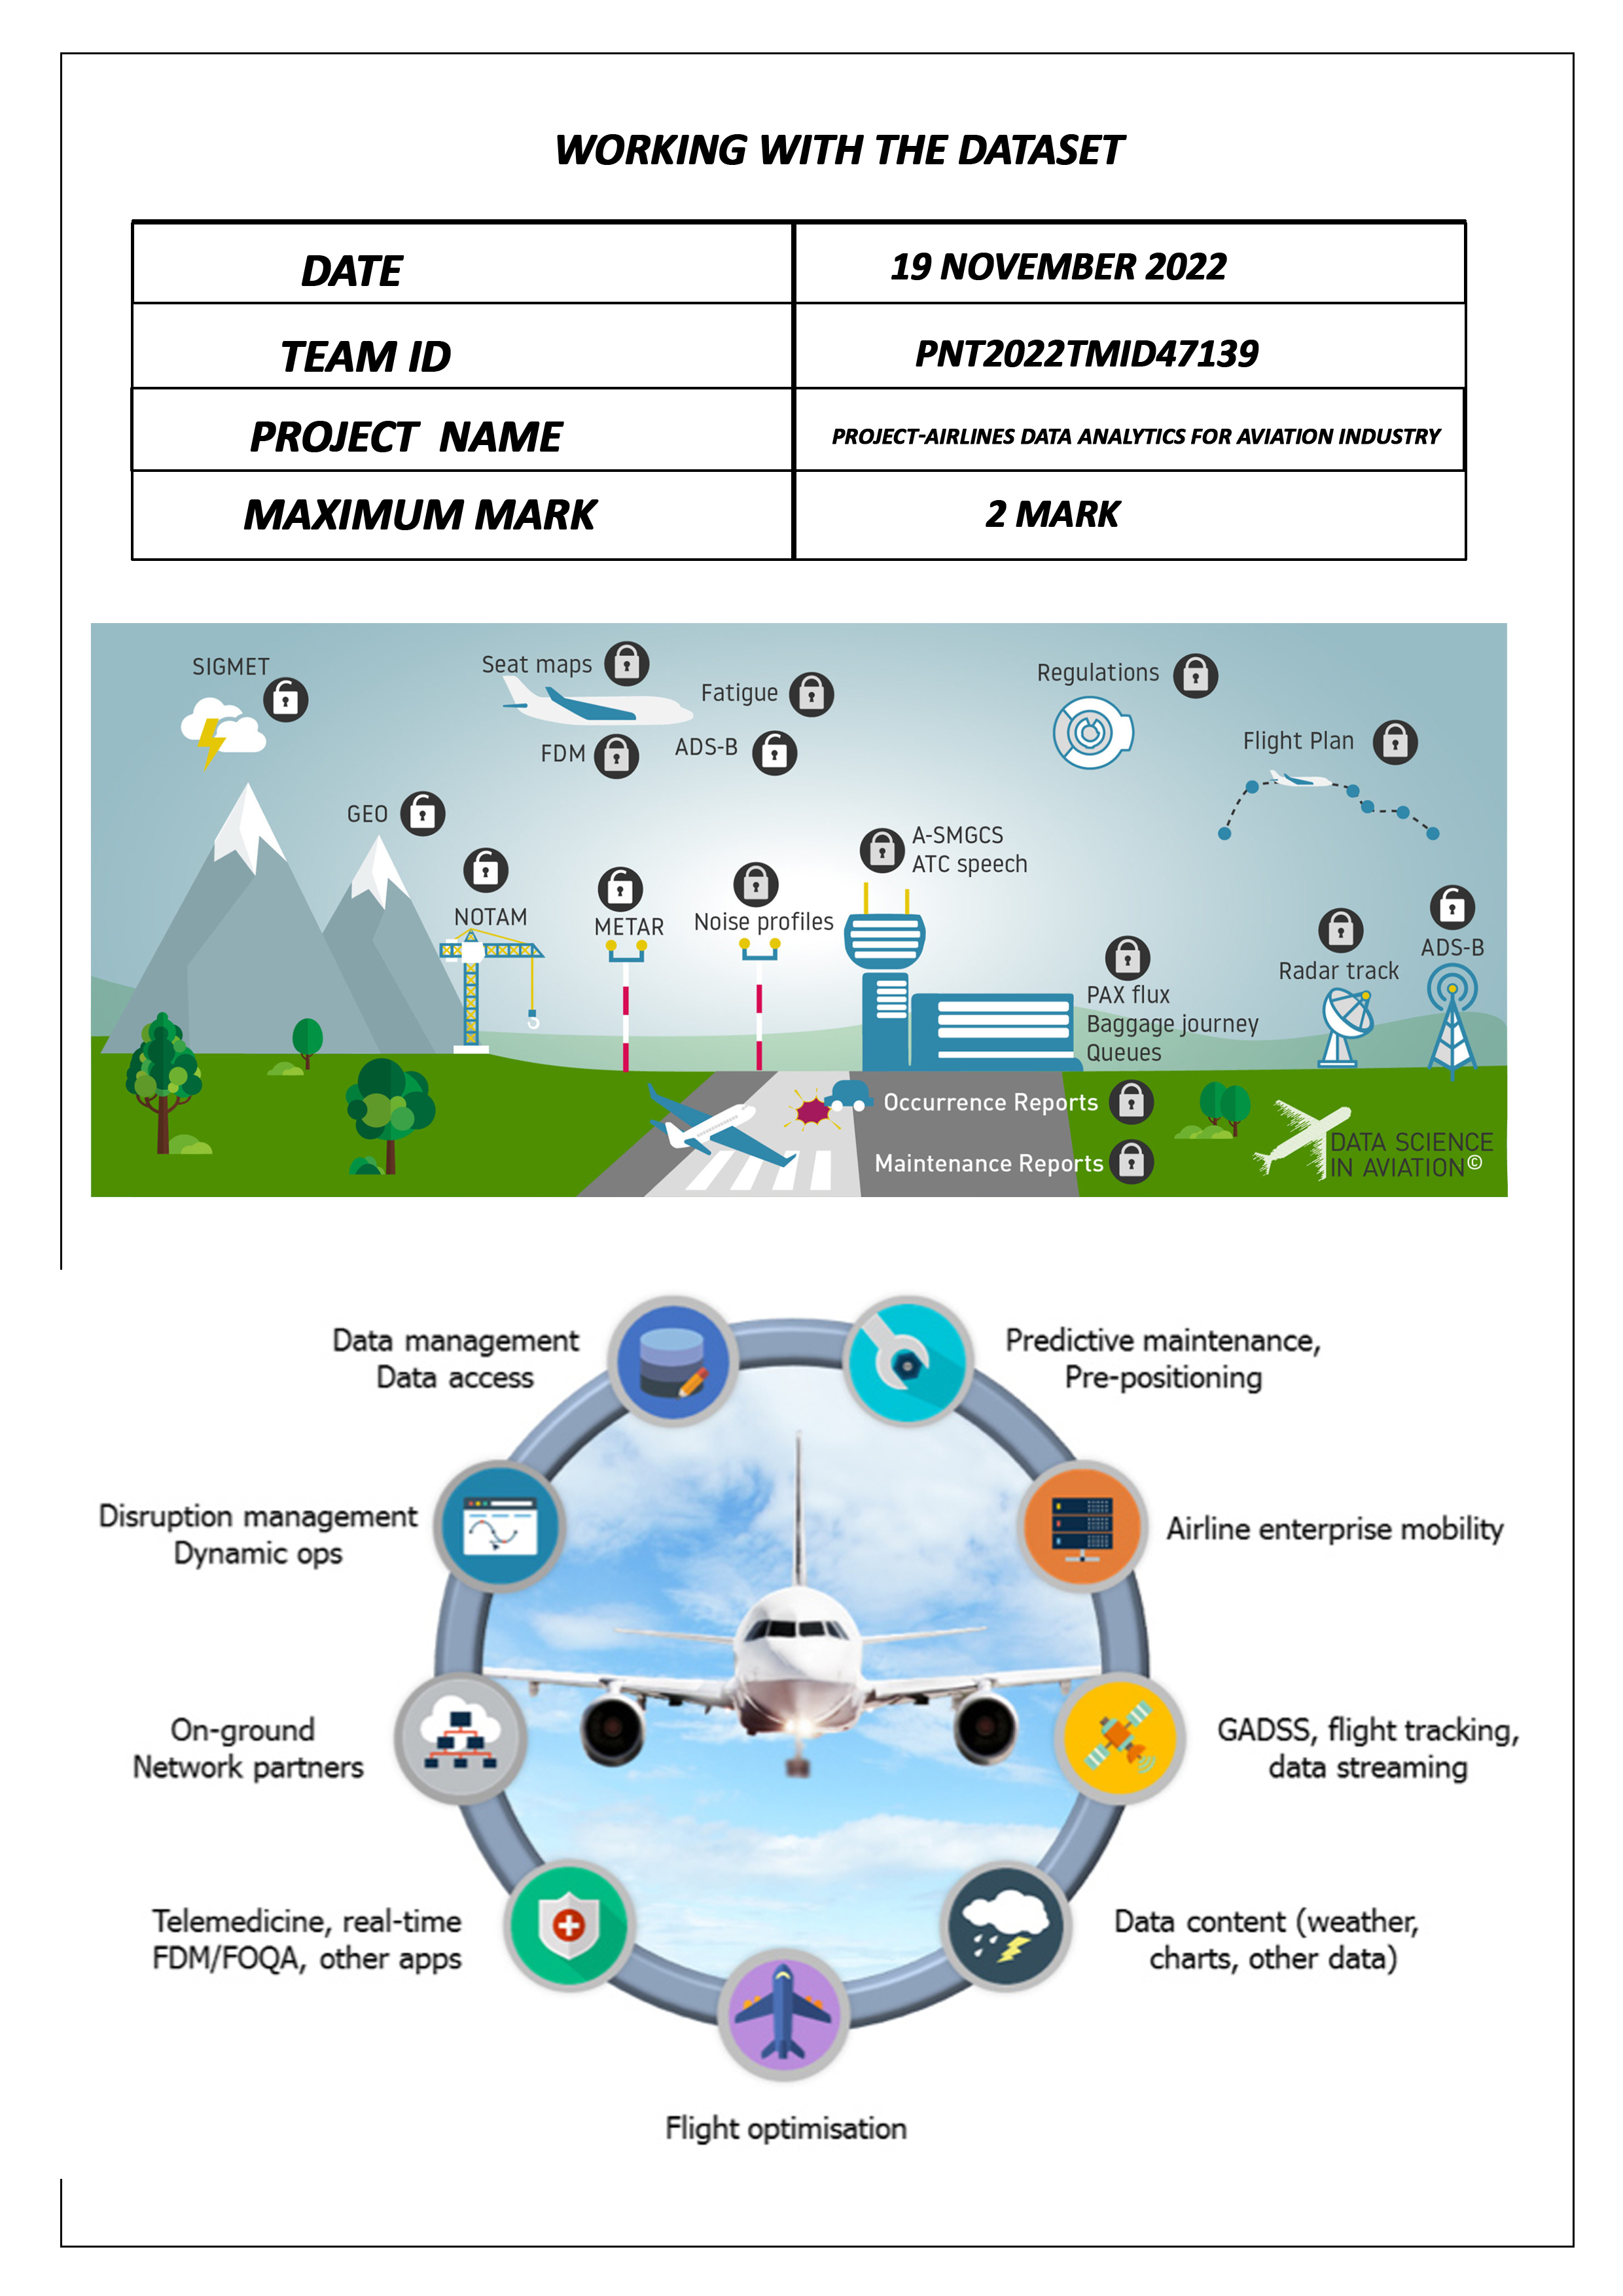 WORKING WITH THE DATASET
DATE
19 NOVEMBER 2022
TEAM ID
PNT2022TMID47139
PROJECT  NAME
PROJECT-AIRLINES DATA ANALYTICS FOR AVIATION INDUSTRY
MAXIMUM MARK
2 MARK
SIGMET
Seat maps
Fatigue
Regulations
FDM
ADS-B
Flight Plan
GEO
A-SMGCS
ATC speech
NOTAM
METAR
Noise profiles
Radar track
ADS-B
PAX flux
Baggage journey
Queues
Occurrence Reports
Maintenance Reports
DATA SCIENCE
IN AVIATION©
Data management
Data access
Predictive maintenance,
Pre-positioning
Disruption management
Dynamic ops
Airline enterprise mobility
On-ground
Network partners
GADSS, flight tracking,
data streaming
Telemedicine, real-time
FDM/FOQA, other apps
Data content (weather,
charts, other data)
Flight optimisation